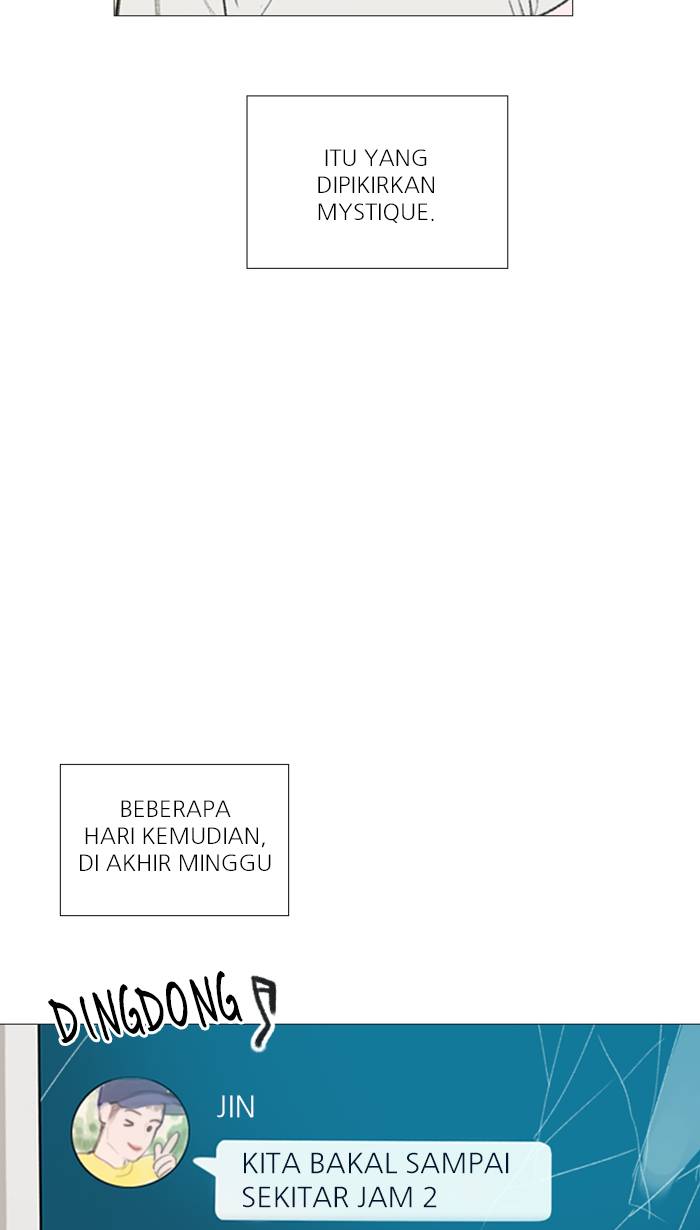 ITU YANG
DIPIKIRKAN
MYSTIQUE.
BEBERAPA
HARI KEMUDIAN,
DI AKHIR MINGGU
DINGDONG♪
JIN
KITA BAKAL SAMPAI
SEKITAR JAM 2